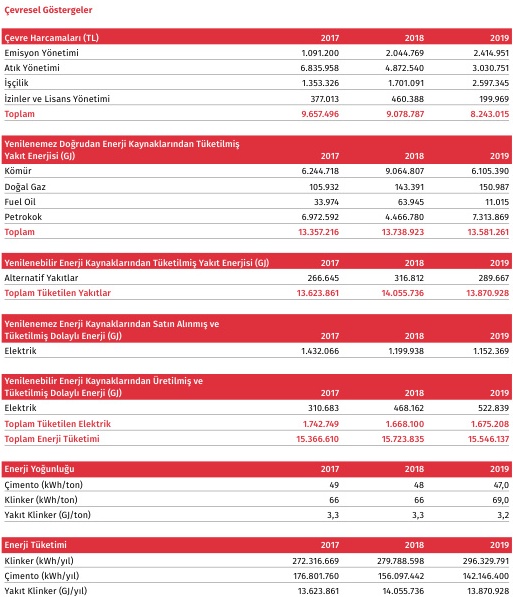 Çevresel Göstergeler
Çevre Harcamaları (TL) 2017 2018 2019
Emisyon Yönetimi 1.091.200 2.044.769 2.414.951
Atık Yönetimi 6.835.958 4.872.540 3.030.751
İşçilik 1.353.326 1.701.091 2.597.345
İzinler ve Lisans Yönetimi 377.013 460.388 199.969
Toplam 9.657.496 9.078.787 8.243.015
Yenilenemez Doğrudan Enerji Kaynaklarından Tüketilmiş
Yakıt Enerjisi (GJ) 2017 2018 2019
Kömür 6.244.718 9.064.807 6.105.390
Doğal Gaz 105.932 143.391 150.987
Fuel Oil 33.974 63.945 11.015
Petrokok 6.972.592 4.466.780 7.313.869
Toplam 13.357.216 13.738.923 13.581.261
Yenilenebilir Enerji Kaynaklarından Tüketilmiş Yakıt Enerjisi (GJ) 2017 2018 2019
Alternatif Yakıtlar 266.645 316.812 289.667
Toplam Tüketilen Yakıtlar 13.623.861 14.055.736 13.870.928
Yenilenemez Enerji Kaynaklarından Satın Alınmış ve
Tüketilmiş Dolaylı Enerji (GJ) 2017 2018 2019
Elektrik 1.432.066 1.199.938 1.152.369
Yenilenebilir Enerji Kaynaklarından Üretilmiş ve
Tüketilmiş Dolaylı Enerji (GJ) 2017 2018 2019
Elektrik 310.683 468.162 522.839
Toplam Tüketilen Elektrik 1.742.749 1.668.100 1.675.208
Toplam Enerji Tüketimi 15.366.610 15.723.835 15.546.137
Enerji Yoğunluğu 2017 2018 2019
Çimento (kWh/ton) 49 48 47,0
Klinker (kWh/ton) 66 66 69,0
Yakıt Klinker (GJ/ton) 3,3 3,3 3,2
Enerji Tüketimi 2017 2018 2019
Klinker (kWh/yıl) 272.316.669 279.788.598 296.329.791
Çimento (kWh/yıl) 176.801.760 156.097.442 142.146.400
Yakıt Klinker (GJ/yıl) 13.623.861 14.055.736 13.870.928